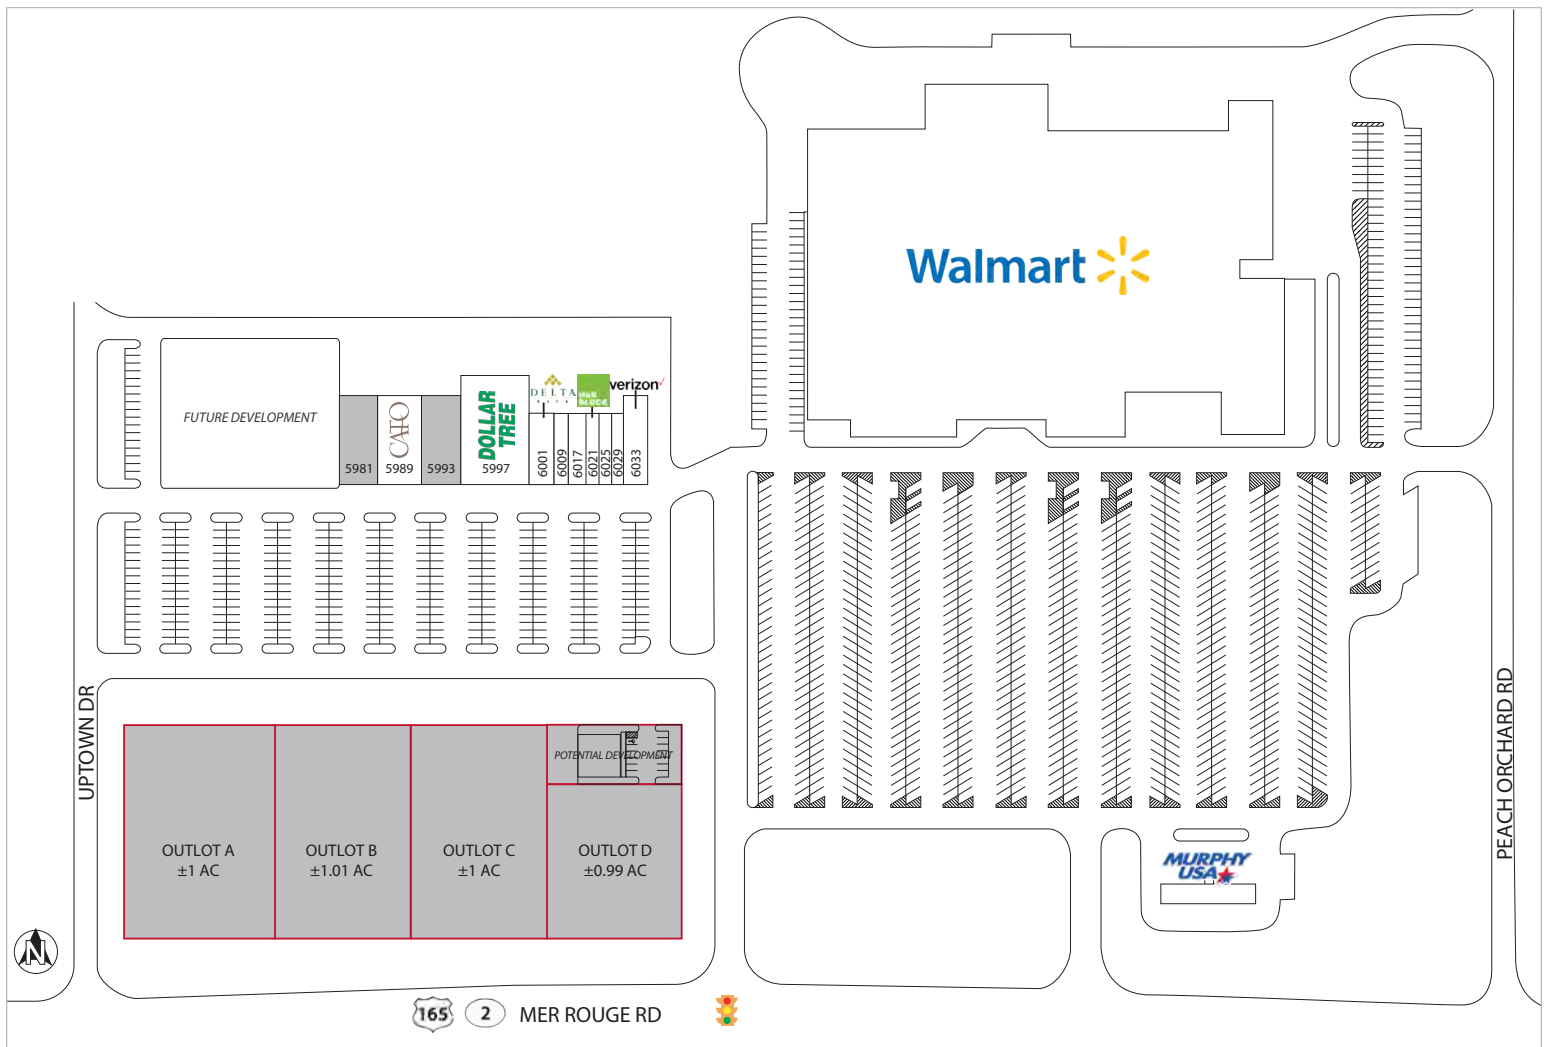 Walmart
FUTURE DEVELOPMENT
5981
CATO
5989
5993
DOLLAR
TREE
5997
DELTA
BANK
H&R
BLOCK
verizon
6001
6009
6017
6021
6025
6029
6033
UPTOWN DR
PEACH ORCHARD RD
POTENTIAL DEVELOPMENT
OUTLOT A
±1 AC
OUTLOT B
±1.01 AC
OUTLOT C
±1 AC
OUTLOT D
±0.99 AC
MURPHY
USA
N
165
2
MER ROUGE RD